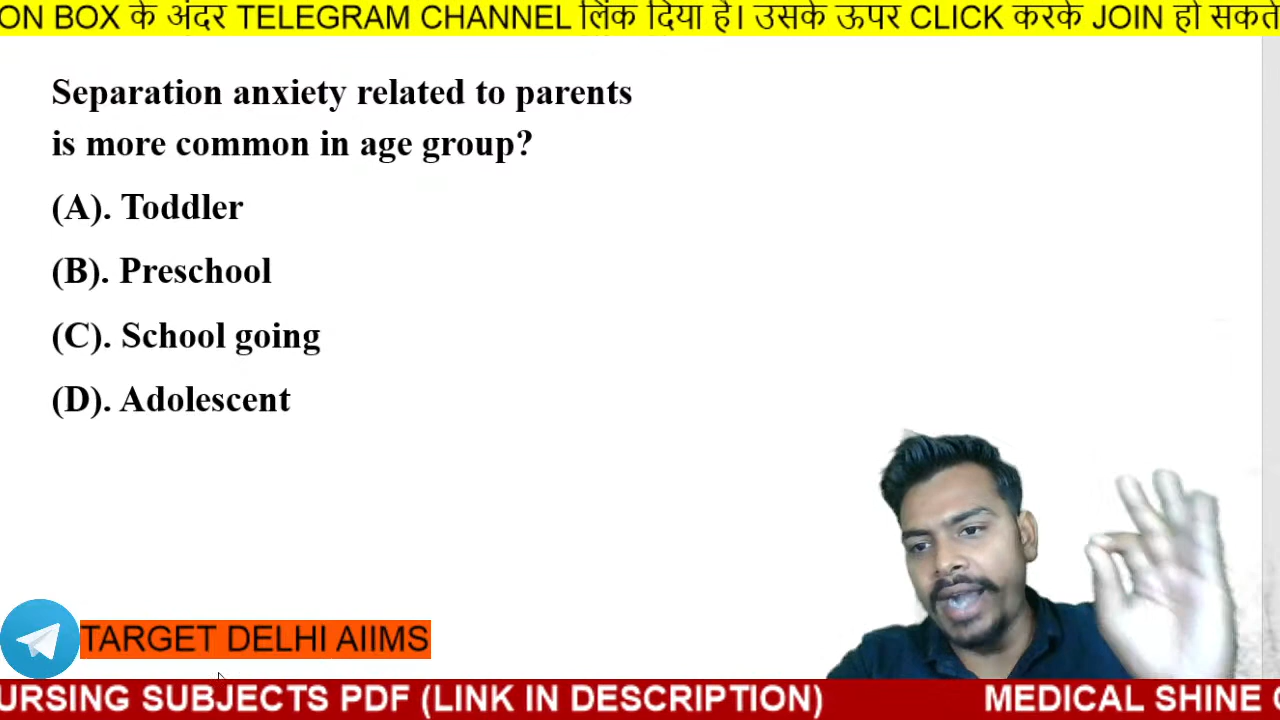 ON BOX के अंदर TELEGRAM CHANNEL लिंक दिया है। उसके ऊपर CLICK करके JOIN हो सकते
Separation anxiety related to parents
is more common in age group?
(A). Toddler
(B). Preschool
(C). School going
(D). Adolescent
TARGET DELHI AIIMS
URSING SUBJECTS PDF (LINK IN DESCRIPTION) MEDICAL SHINE